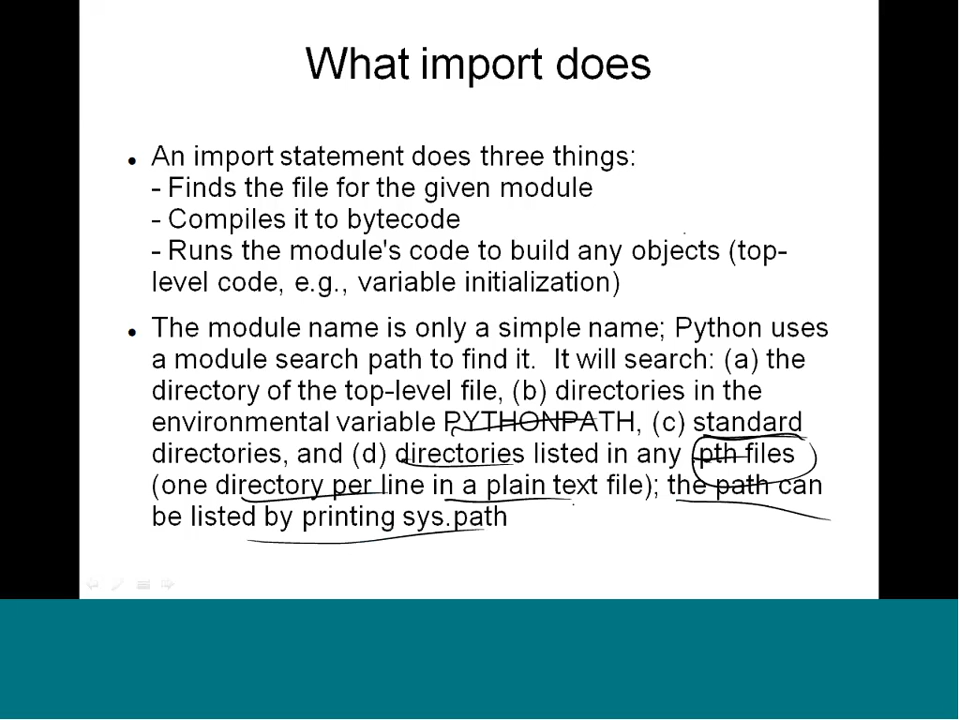 What import does
An import statement does three things:
- Finds the file for the given module
- Compiles it to bytecode
- Runs the module's code to build any objects (top-
level code, e.g., variable initialization)
The module name is only a simple name; Python uses
a module search path to find it. It will search: (a) the
directory of the top-level file, (b) directories in the
environmental variable PYTHONPATH, (c) standard
directories, and (d) directories listed in any pth files
(one directory per line in a plain text file); the path can
be listed by printing sys.path